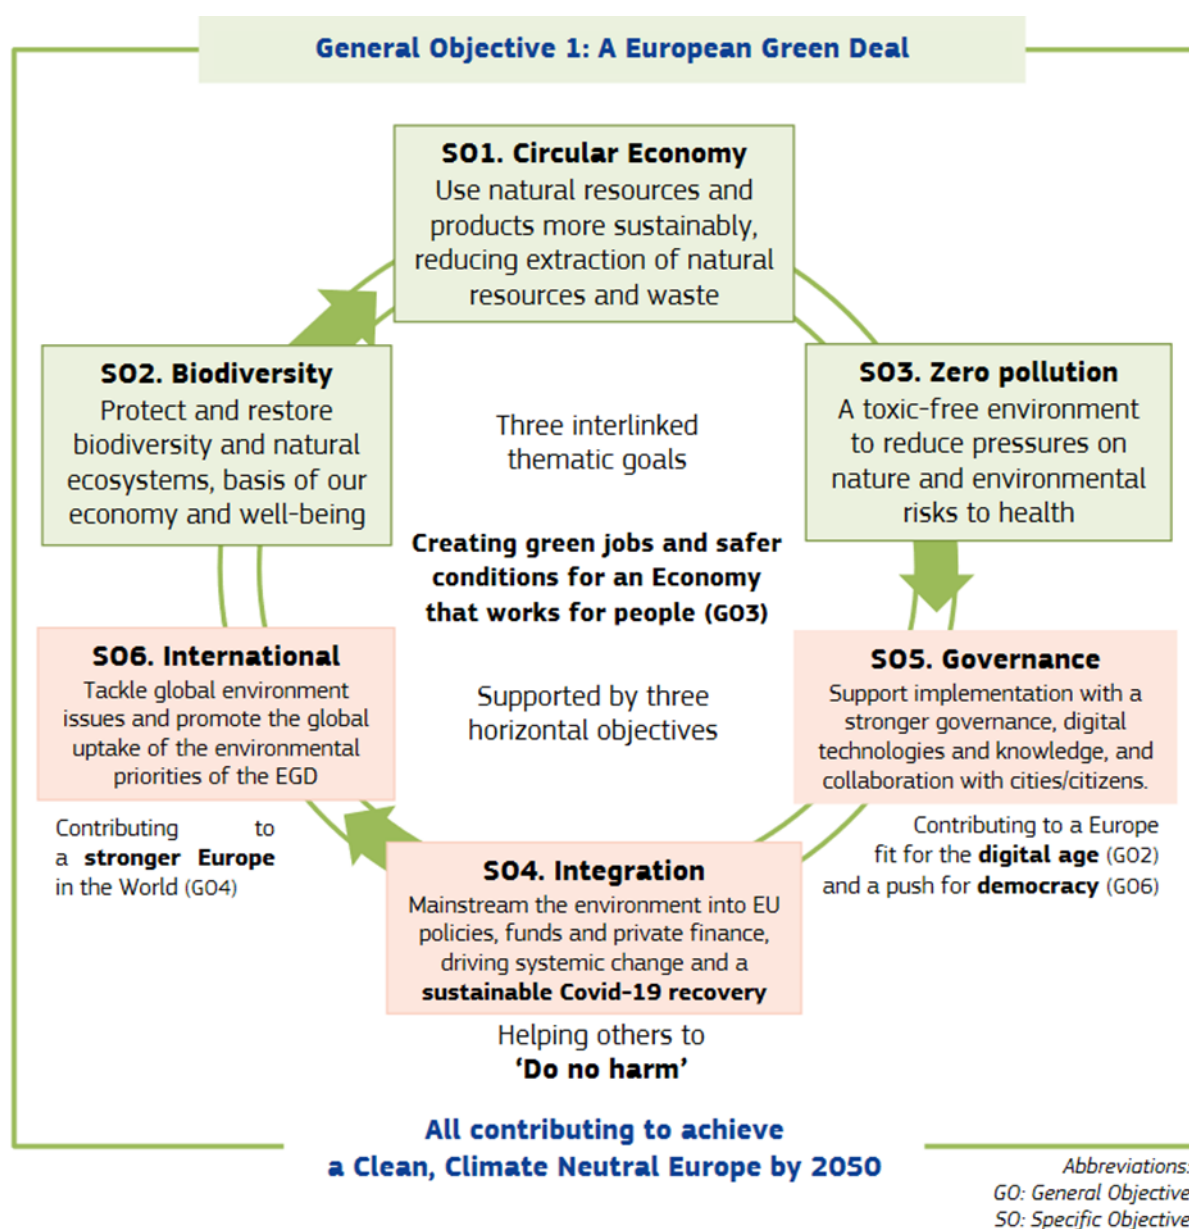 General Objective 1: A European Green Deal
SO1. Circular Economy
Use natural resources and
products more sustainably,
reducing extraction of natural
resources and waste
SO2. Biodiversity
Protect and restore
biodiversity and natural
ecosystems, basis of our
economy and well-being
SO3. Zero pollution
A toxic-free environment
to reduce pressures on
nature and environmental
risks to health
Three interlinked
thematic goals
Creating green jobs and safer
conditions for an Economy
that works for people (GO3)
Supported by three
horizontal objectives
SO6. International
Tackle global environment
issues and promote the global
uptake of the environmental
priorities of the EGD
Contributing to
a stronger Europe
in the World (GO4)
SO5. Governance
Support implementation with a
stronger governance, digital
technologies and knowledge, and
collaboration with cities/citizens.
Contributing to a Europe
fit for the digital age (GO2)
and a push for democracy (GO6)
SO4. Integration
Mainstream the environment into EU
policies, funds and private finance,
driving systemic change and a
sustainable Covid-19 recovery
Helping others to
‘Do no harm’
All contributing to achieve
a Clean, Climate Neutral Europe by 2050
Abbreviations:
GO: General Objective
SO: Specific Objective